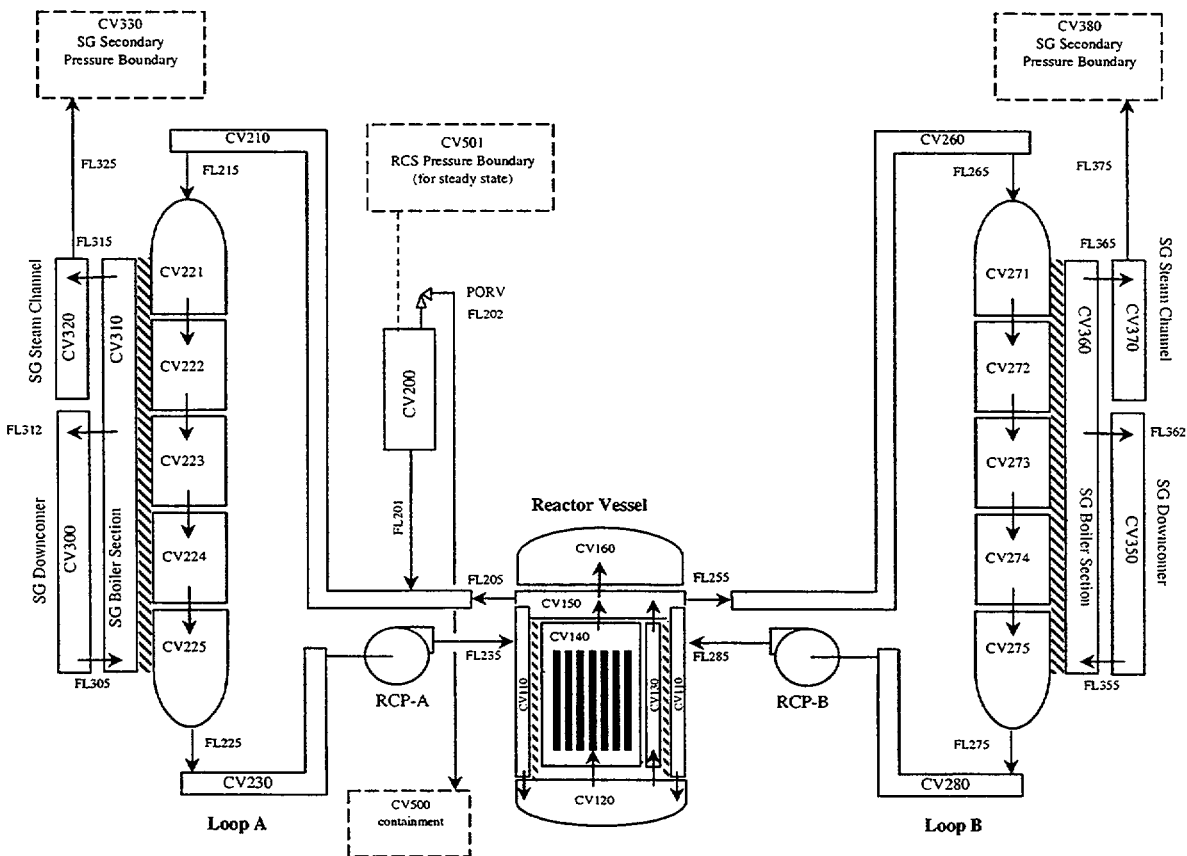 CV330
SG Secondary
Pressure Boundary
CV380
SG Secondary
Pressure Boundary
CV210
CV501
RCS Pressure Boundary
(for steady state)
CV260
FL325
FL215
FL265
FL375
FL315
FL365
SG Steam Channel
CV320
CV310
CV221
PORV
FL202
CV271
CV360
CV370
SG Steam Channel
CV222
CV200
CV272
FL312
FL362
CV223
CV273
SG Downcomer
CV300
SG Boiler Section
FL201
Reactor Vessel
SG Boiler Section
CV350
SG Downcomer
CV224
CV160
CV274
FL205
FL255
CV150
CV225
CV140
CV275
FL235
FL285
CV110
CV130
CV110
FL305
RCP-A
RCP-B
FL355
FL225
FL275
CV230
CV120
CV280
CV500
containment
Loop A
Loop B